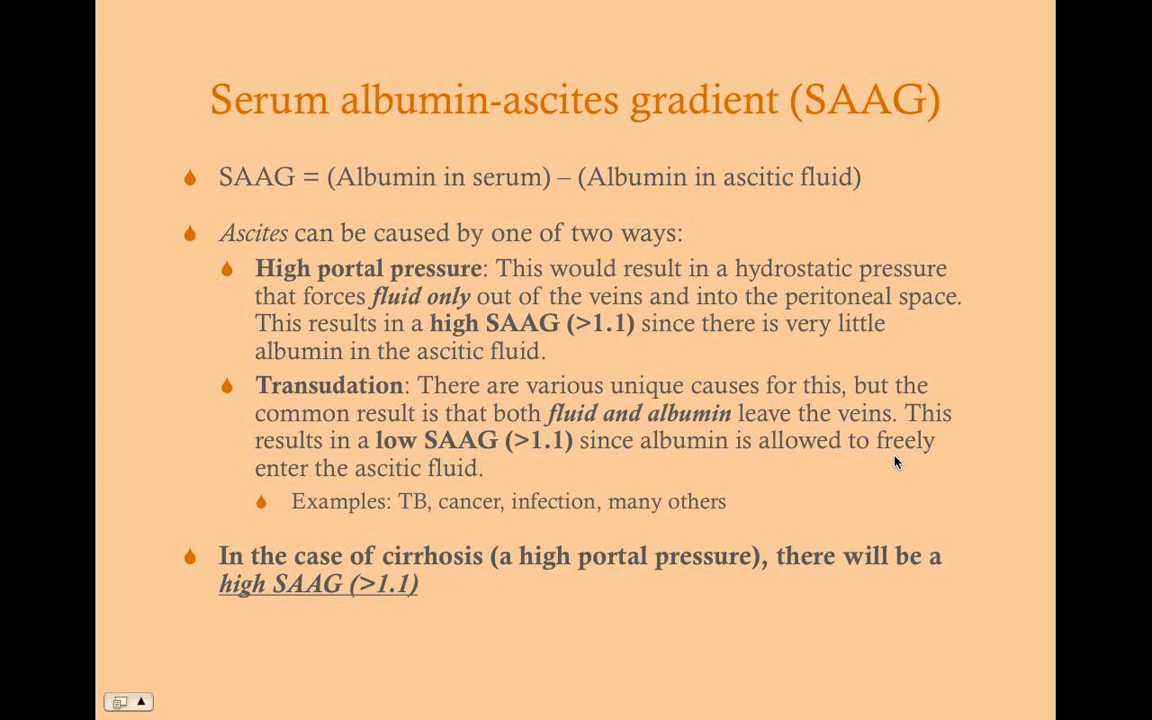 Serum albumin-ascites gradient (SAAG)
SAAG = (Albumin in serum) – (Albumin in ascitic fluid)
Ascites can be caused by one of two ways:
High portal pressure: This would result in a hydrostatic pressure
that forces fluid only out of the veins and into the peritoneal space.
This results in a high SAAG (>1.1) since there is very little
albumin in the ascitic fluid.
Transudation: There are various unique causes for this, but the
common result is that both fluid and albumin leave the veins. This
results in a low SAAG (>1.1) since albumin is allowed to freely
enter the ascitic fluid.
Examples: TB, cancer, infection, many others
In the case of cirrhosis (a high portal pressure), there will be a
high SAAG (>1.1)